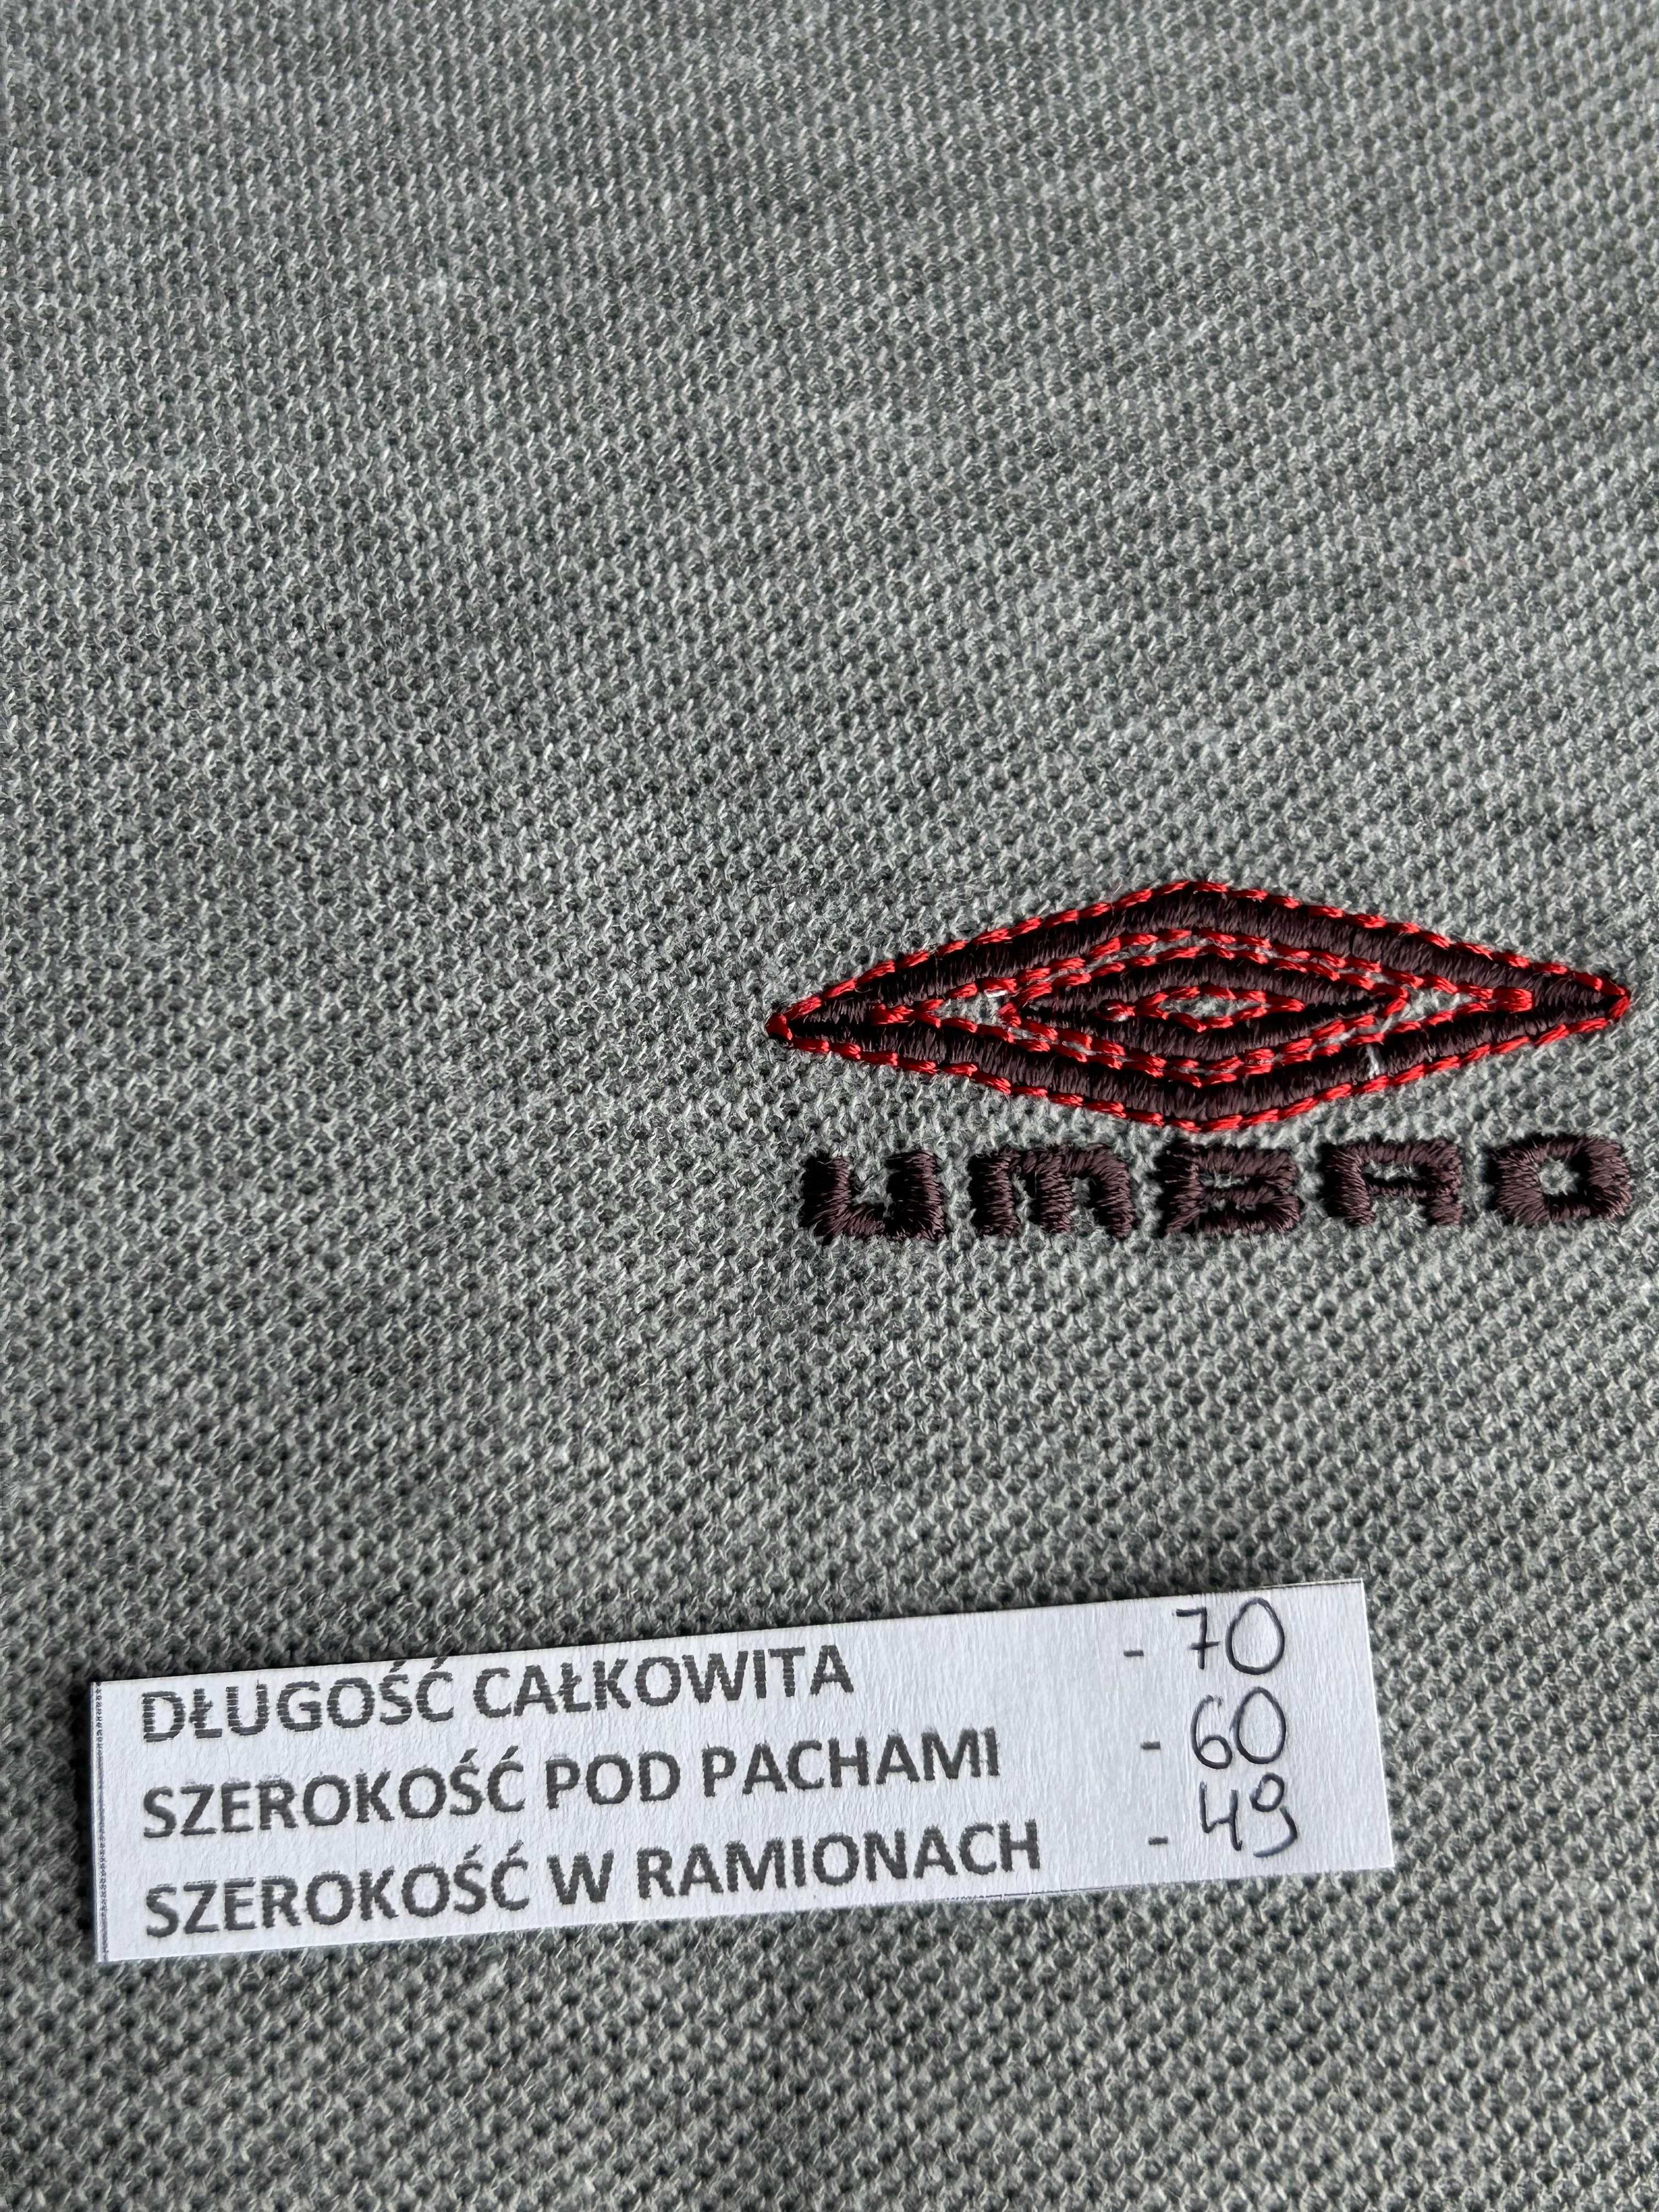 UMBRO
DŁUGOŚĆ CAŁKOWITA - 70
SZEROKOŚĆ POD PACHAMI - 60
SZEROKOŚĆ W RAMIONACH - 49